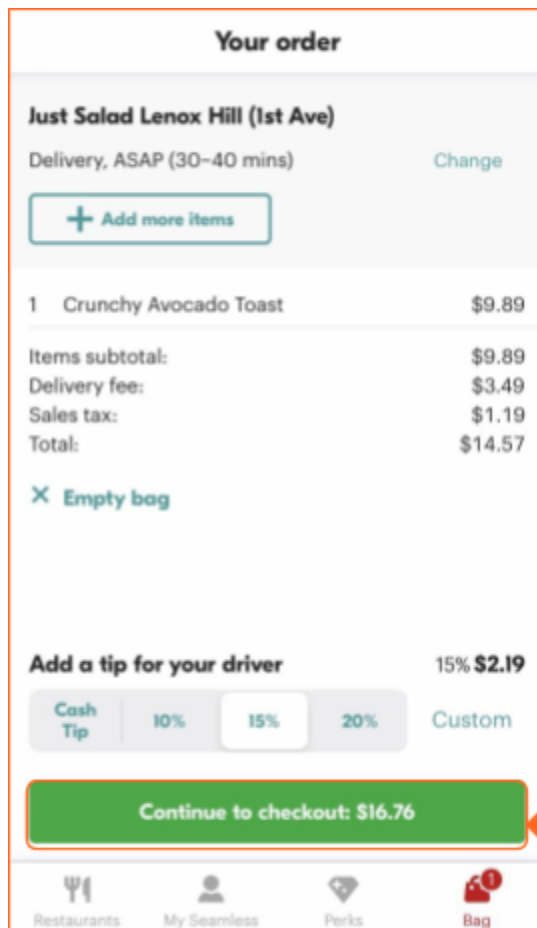 Your order
Just Salad Lenox Hill (1st Ave)
Delivery, ASAP (30–40 mins) Change
Add more items
1 Crunchy Avocado Toast $9.89
Items subtotal: $9.89
Delivery fee: $3.49
Sales tax: $1.19
Total: $14.57
Empty bag
Add a tip for your driver 15% $2.19
Cash Tip 10% 15% 20% Custom
Continue to checkout: $16.76
1
Restaurants My Seamless Perks Bag